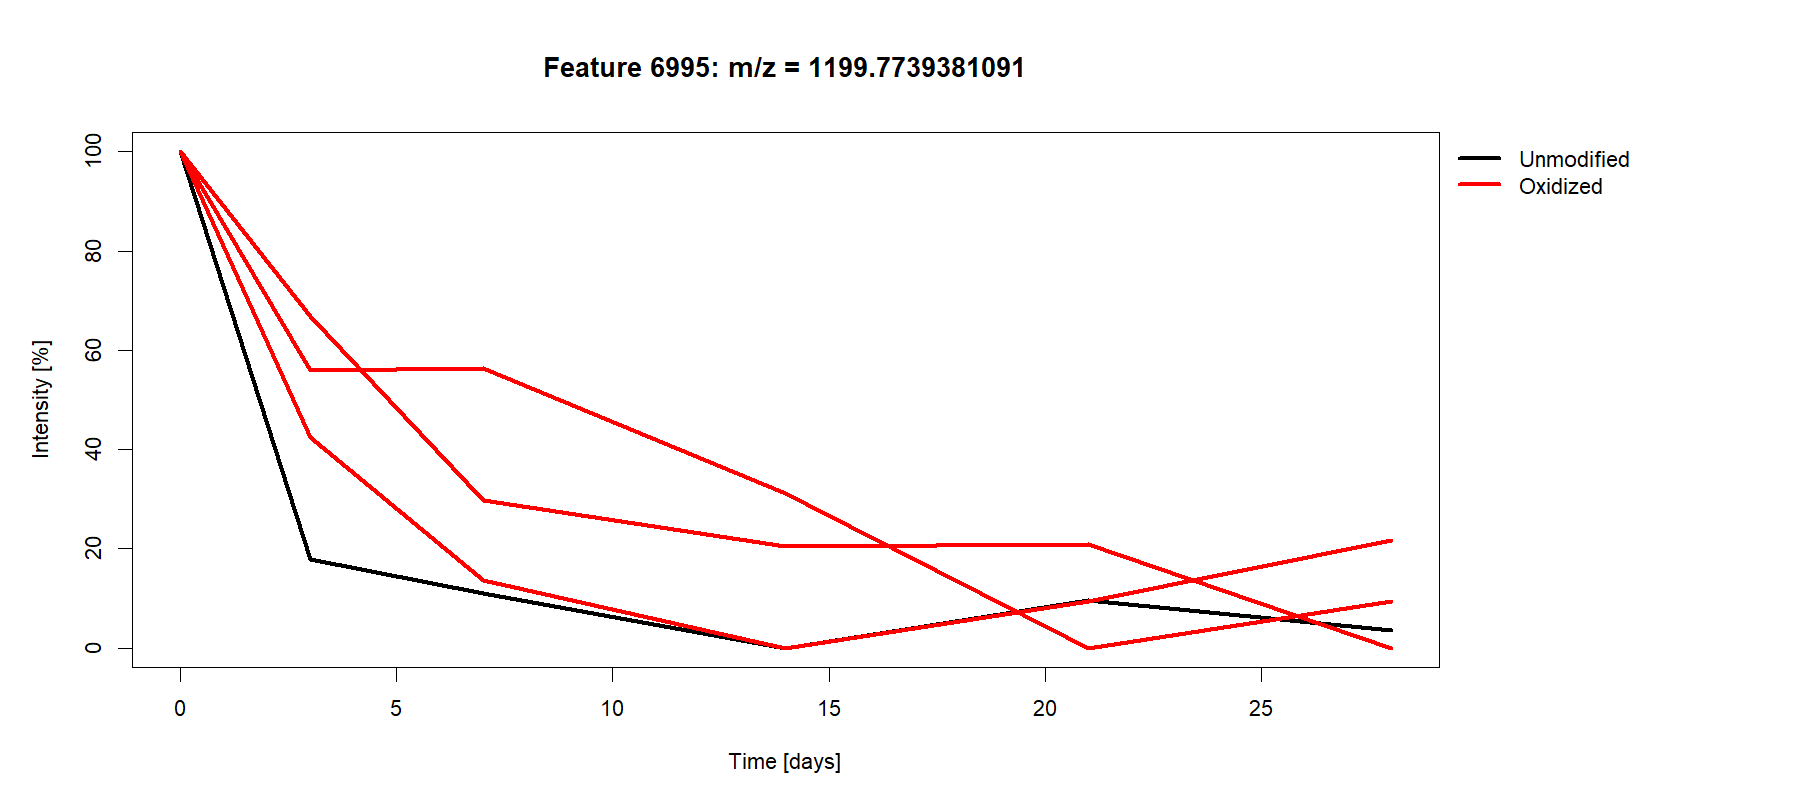 Feature 6995: m/z = 1199.7739381091
Unmodified
Oxidized
Intensity [%]
100
80
60
40
20
0
0 5 10 15 20 25
Time [days]